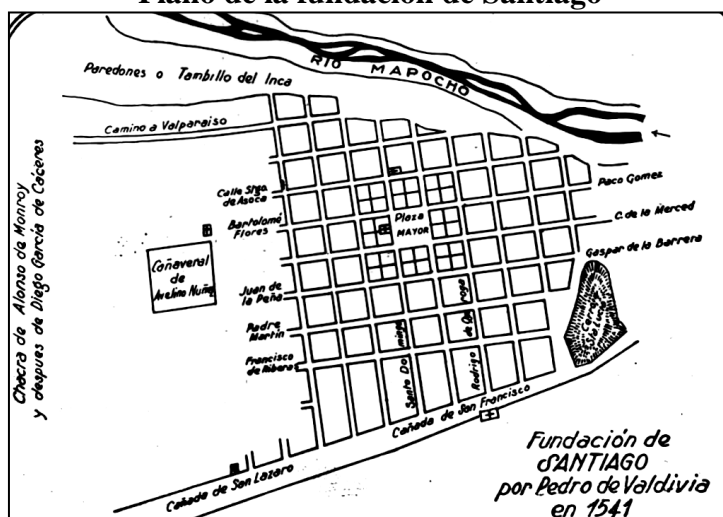 Plano de la fundación de Santiago
RIO MAPOCHO
Paredones o Tambillo del Inca
Camino a Valparaiso
Chacra de Alonso de Monroy
y despues de Diego Garcia de Cáceres
Calle Stgo.
de Asoca
Paco Gomez
Bartolomé
Flores
Plaza
MAYOR
C. de la Merced
Gaspar de la Barrera
Cañaveral
de
Avelino Nuñez
Juan de
la Peña
Padre
Martin
Francisco
de Riberos
Santo Domingo
Rodrigo de Quiroga
Cerro
Sta Lucia
Cañada de San Francisco
Cañada de San Lazaro
Fundación de
SANTIAGO
por Pedro de Valdivia
en 1541